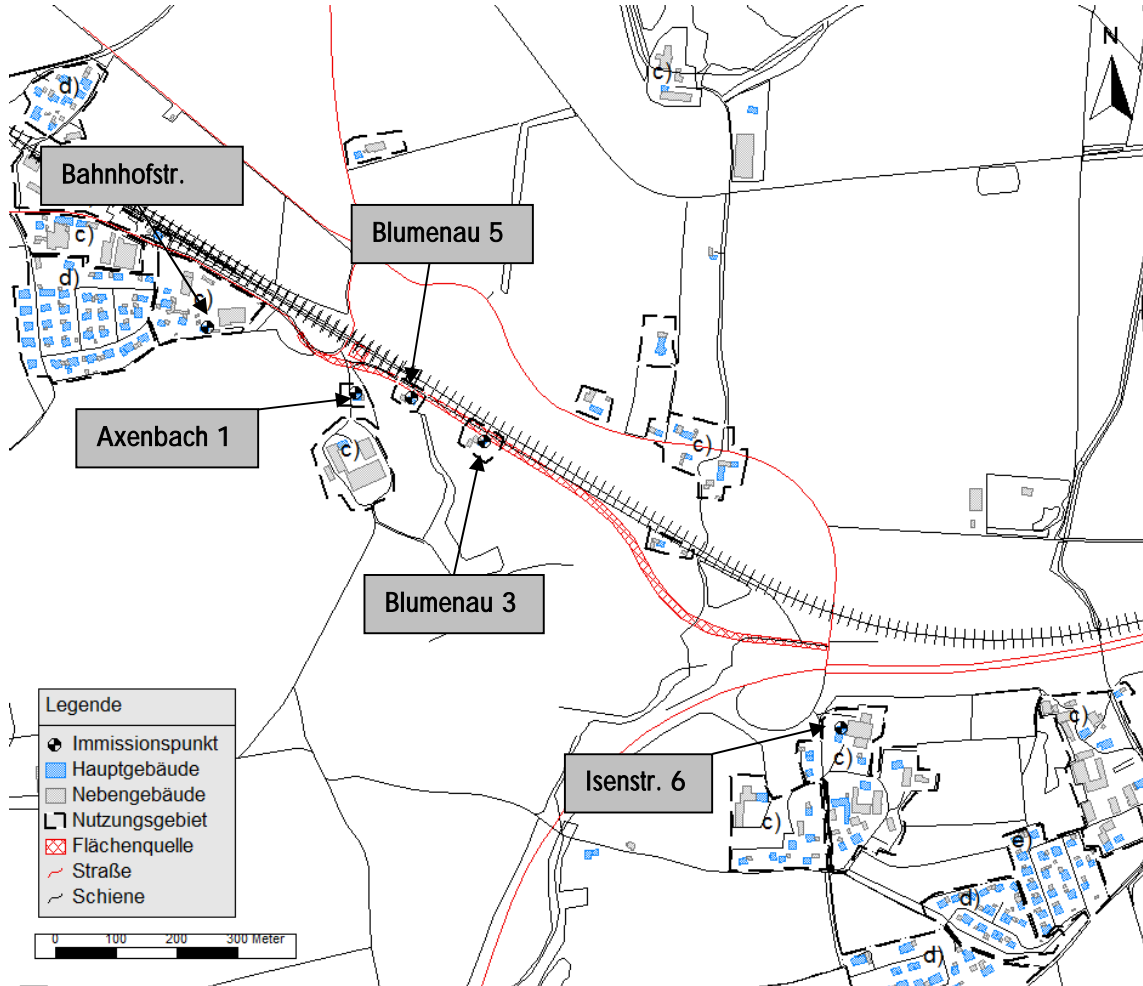 N
d)
c)
Bahnhofstr.
Blumenau 5
c)
d)
c)
Axenbach 1
c)
c)
Blumenau 3
Legende
Immissionspunkt
Hauptgebäude
Nebengebäude
Nutzungsgebiet
Flächenquelle
Straße
Schiene
0 100 200 300 Meter
Isenstr. 6
c)
c)
c)
c)
e)
d)
d)